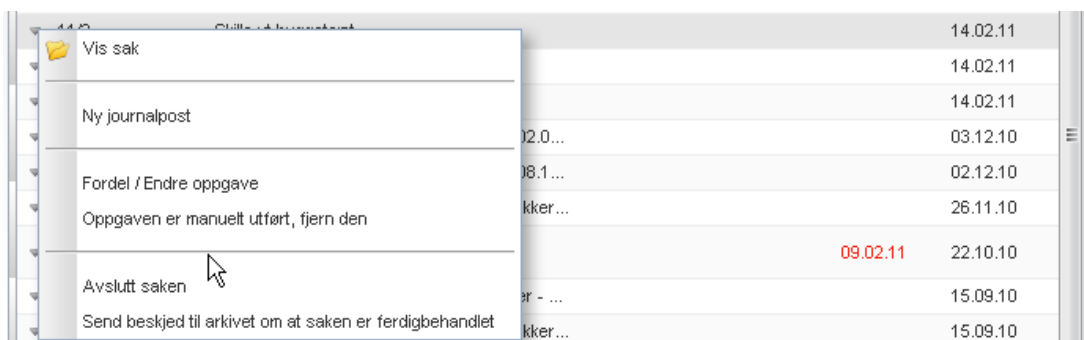 14.02.11
Vis sak
14.02.11
Ny journalpost
14.02.11
02.0... 03.12.10
08.1... 02.12.10
Fordel / Endre oppgave
kker... 26.11.10
Oppgaven er manuelt utført, fjern den
09.02.11 22.10.10
Avslutt saken
er - ... 15.09.10
Send beskjed til arkivet om at saken er ferdigbehandlet
kker... 15.09.10